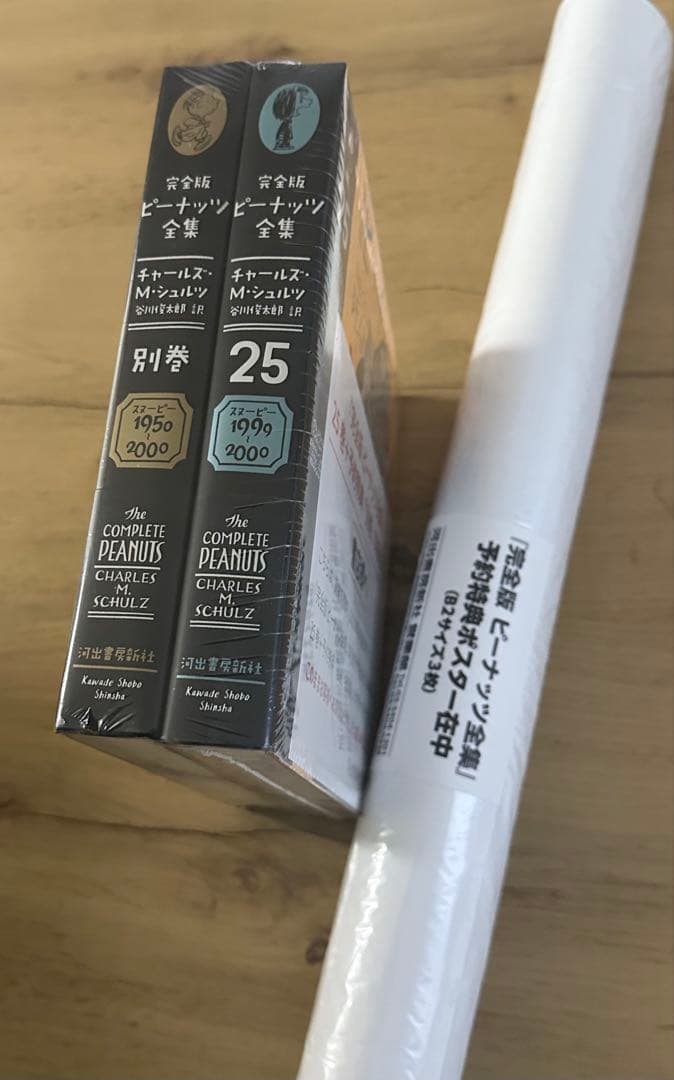 完全版
ピーナッツ
全集
チャールズ・
M・シュルツ
谷川俊太郎 訳
別巻
スヌーピー
1950
~
2000
The
COMPLETE
PEANUTS
CHARLES
M.
SCHULZ
河出書房新社
Kawade Shobo
Shinsha
完全版
ピーナッツ
全集
チャールズ・
M・シュルツ
谷川俊太郎 訳
25
スヌーピー
1999
~
2000
The
COMPLETE
PEANUTS
CHARLES
M.
SCHULZ
河出書房新社
Kawade Shobo
Shinsha
「完全版 ピーナッツ全集」
予約特典ポスター在中
(B2サイズ3枚)